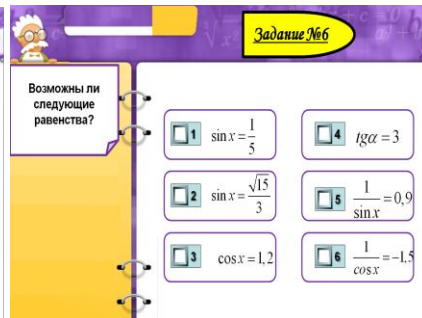 Задание №6
Возможны ли
следующие
равенства?
1 sin x = 1/5
2 sin x = √15/3
3 cos x = 1,2
4 tgα = 3
5 1/sin x = 0,9
6 1/cos x = −1,5